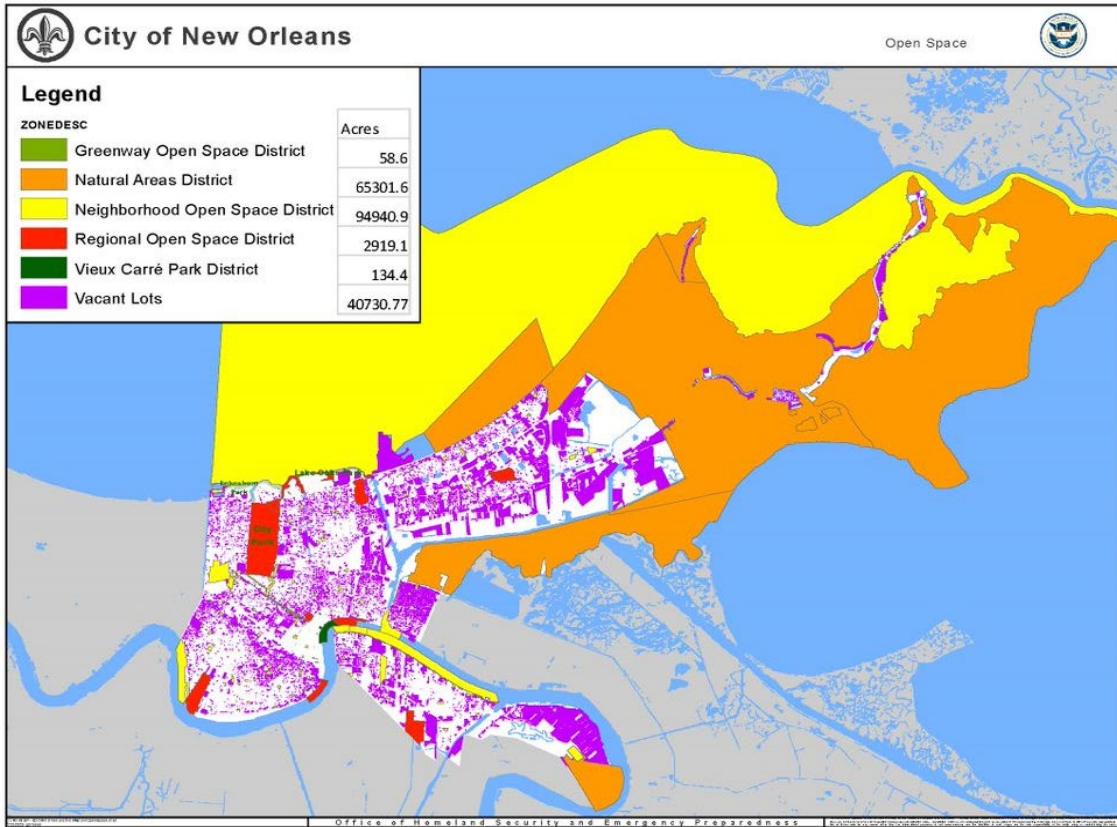 City of New Orleans
Open Space
Legend
ZONEDESC
Acres
Greenway Open Space District 58.6
Natural Areas District 65301.6
Neighborhood Open Space District 94940.9
Regional Open Space District 2919.1
Vieux Carré Park District 134.4
Vacant Lots 40730.77
Park
City
Park
Office of Homeland Security and Emergency Preparedness